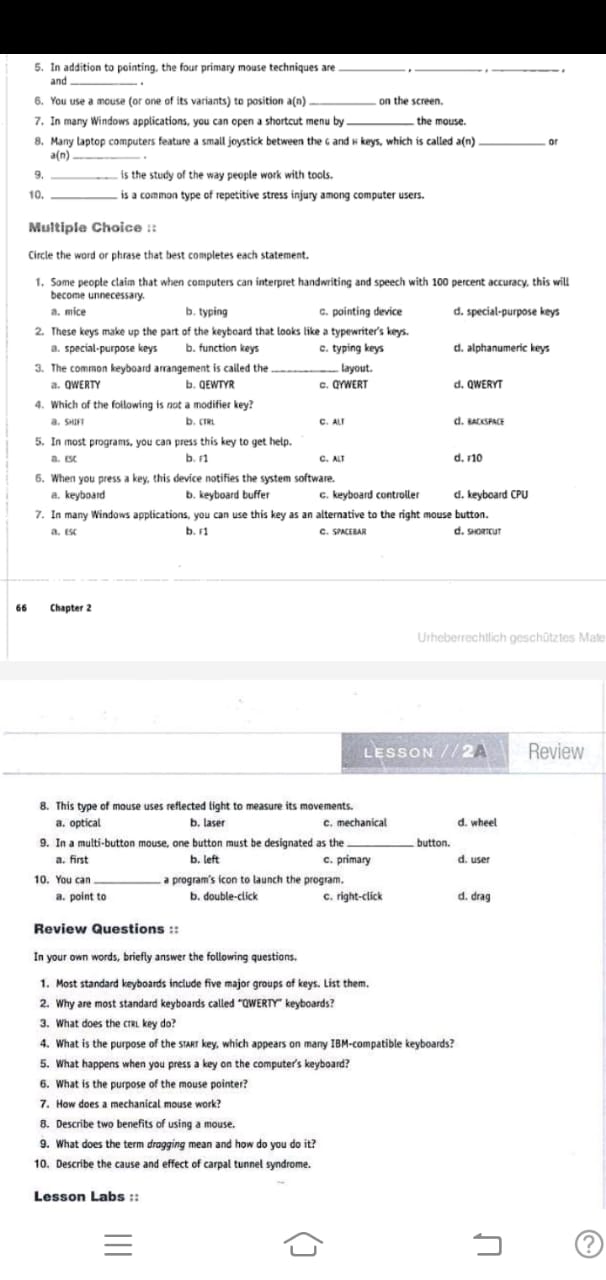 5. In addition to pointing, the four primary mouse techniques are ____________ , ____________ , ____________ ,
and ____________ .
6. You use a mouse (or one of its variants) to position a(n) ____________ on the screen.
7. In many Windows applications, you can open a shortcut menu by ____________ the mouse.
8. Many laptop computers feature a small joystick between the G and H keys, which is called a(n) ____________ or
a(n) ____________ .
9. ____________ is the study of the way people work with tools.
10. ____________ is a common type of repetitive stress injury among computer users.
Multiple Choice ::
Circle the word or phrase that best completes each statement.
1. Some people claim that when computers can interpret handwriting and speech with 100 percent accuracy, this will
become unnecessary.
a. mice b. typing c. pointing device d. special-purpose keys
2. These keys make up the part of the keyboard that looks like a typewriter's keys.
a. special-purpose keys b. function keys c. typing keys d. alphanumeric keys
3. The common keyboard arrangement is called the ____________ layout.
a. QWERTY b. QEWTYR c. QYWERT d. QWERYT
4. Which of the following is not a modifier key?
a. SHIFT b. CTRL c. ALT d. BACKSPACE
5. In most programs, you can press this key to get help.
a. ESC b. F1 c. ALT d. F10
6. When you press a key, this device notifies the system software.
a. keyboard b. keyboard buffer c. keyboard controller d. keyboard CPU
7. In many Windows applications, you can use this key as an alternative to the right mouse button.
a. ESC b. F1 c. SPACEBAR d. SHORTCUT
66 Chapter 2
Urheberrechtlich geschütztes Mate
LESSON //2A Review
8. This type of mouse uses reflected light to measure its movements.
a. optical b. laser c. mechanical d. wheel
9. In a multi-button mouse, one button must be designated as the ____________ button.
a. first b. left c. primary d. user
10. You can ____________ a program's icon to launch the program.
a. point to b. double-click c. right-click d. drag
Review Questions ::
In your own words, briefly answer the following questions.
1. Most standard keyboards include five major groups of keys. List them.
2. Why are most standard keyboards called "QWERTY" keyboards?
3. What does the CTRL key do?
4. What is the purpose of the START key, which appears on many IBM-compatible keyboards?
5. What happens when you press a key on the computer's keyboard?
6. What is the purpose of the mouse pointer?
7. How does a mechanical mouse work?
8. Describe two benefits of using a mouse.
9. What does the term dragging mean and how do you do it?
10. Describe the cause and effect of carpal tunnel syndrome.
Lesson Labs ::
?